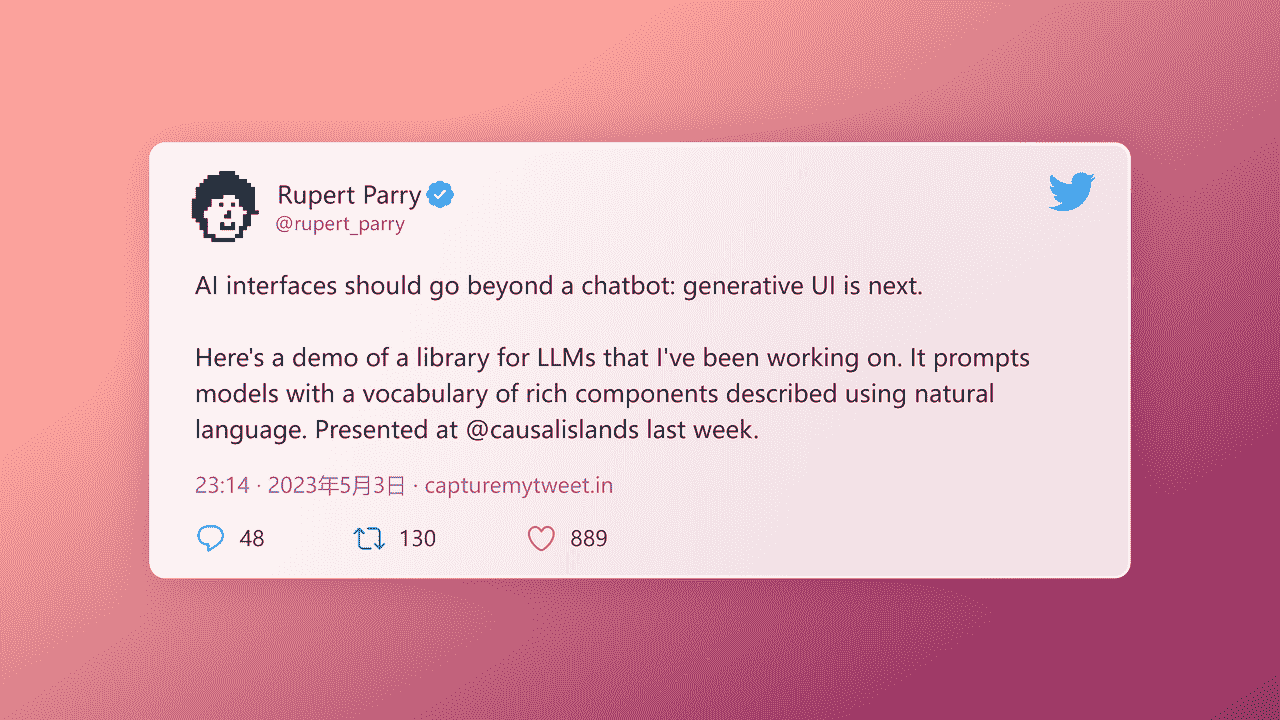 Rupert Parry
@rupert_parry
AI interfaces should go beyond a chatbot: generative UI is next.
Here's a demo of a library for LLMs that I've been working on. It prompts
models with a vocabulary of rich components described using natural
language. Presented at @causalislands last week.
23:14 · 2023年5月3日 · capturemytweet.in
48 130 889